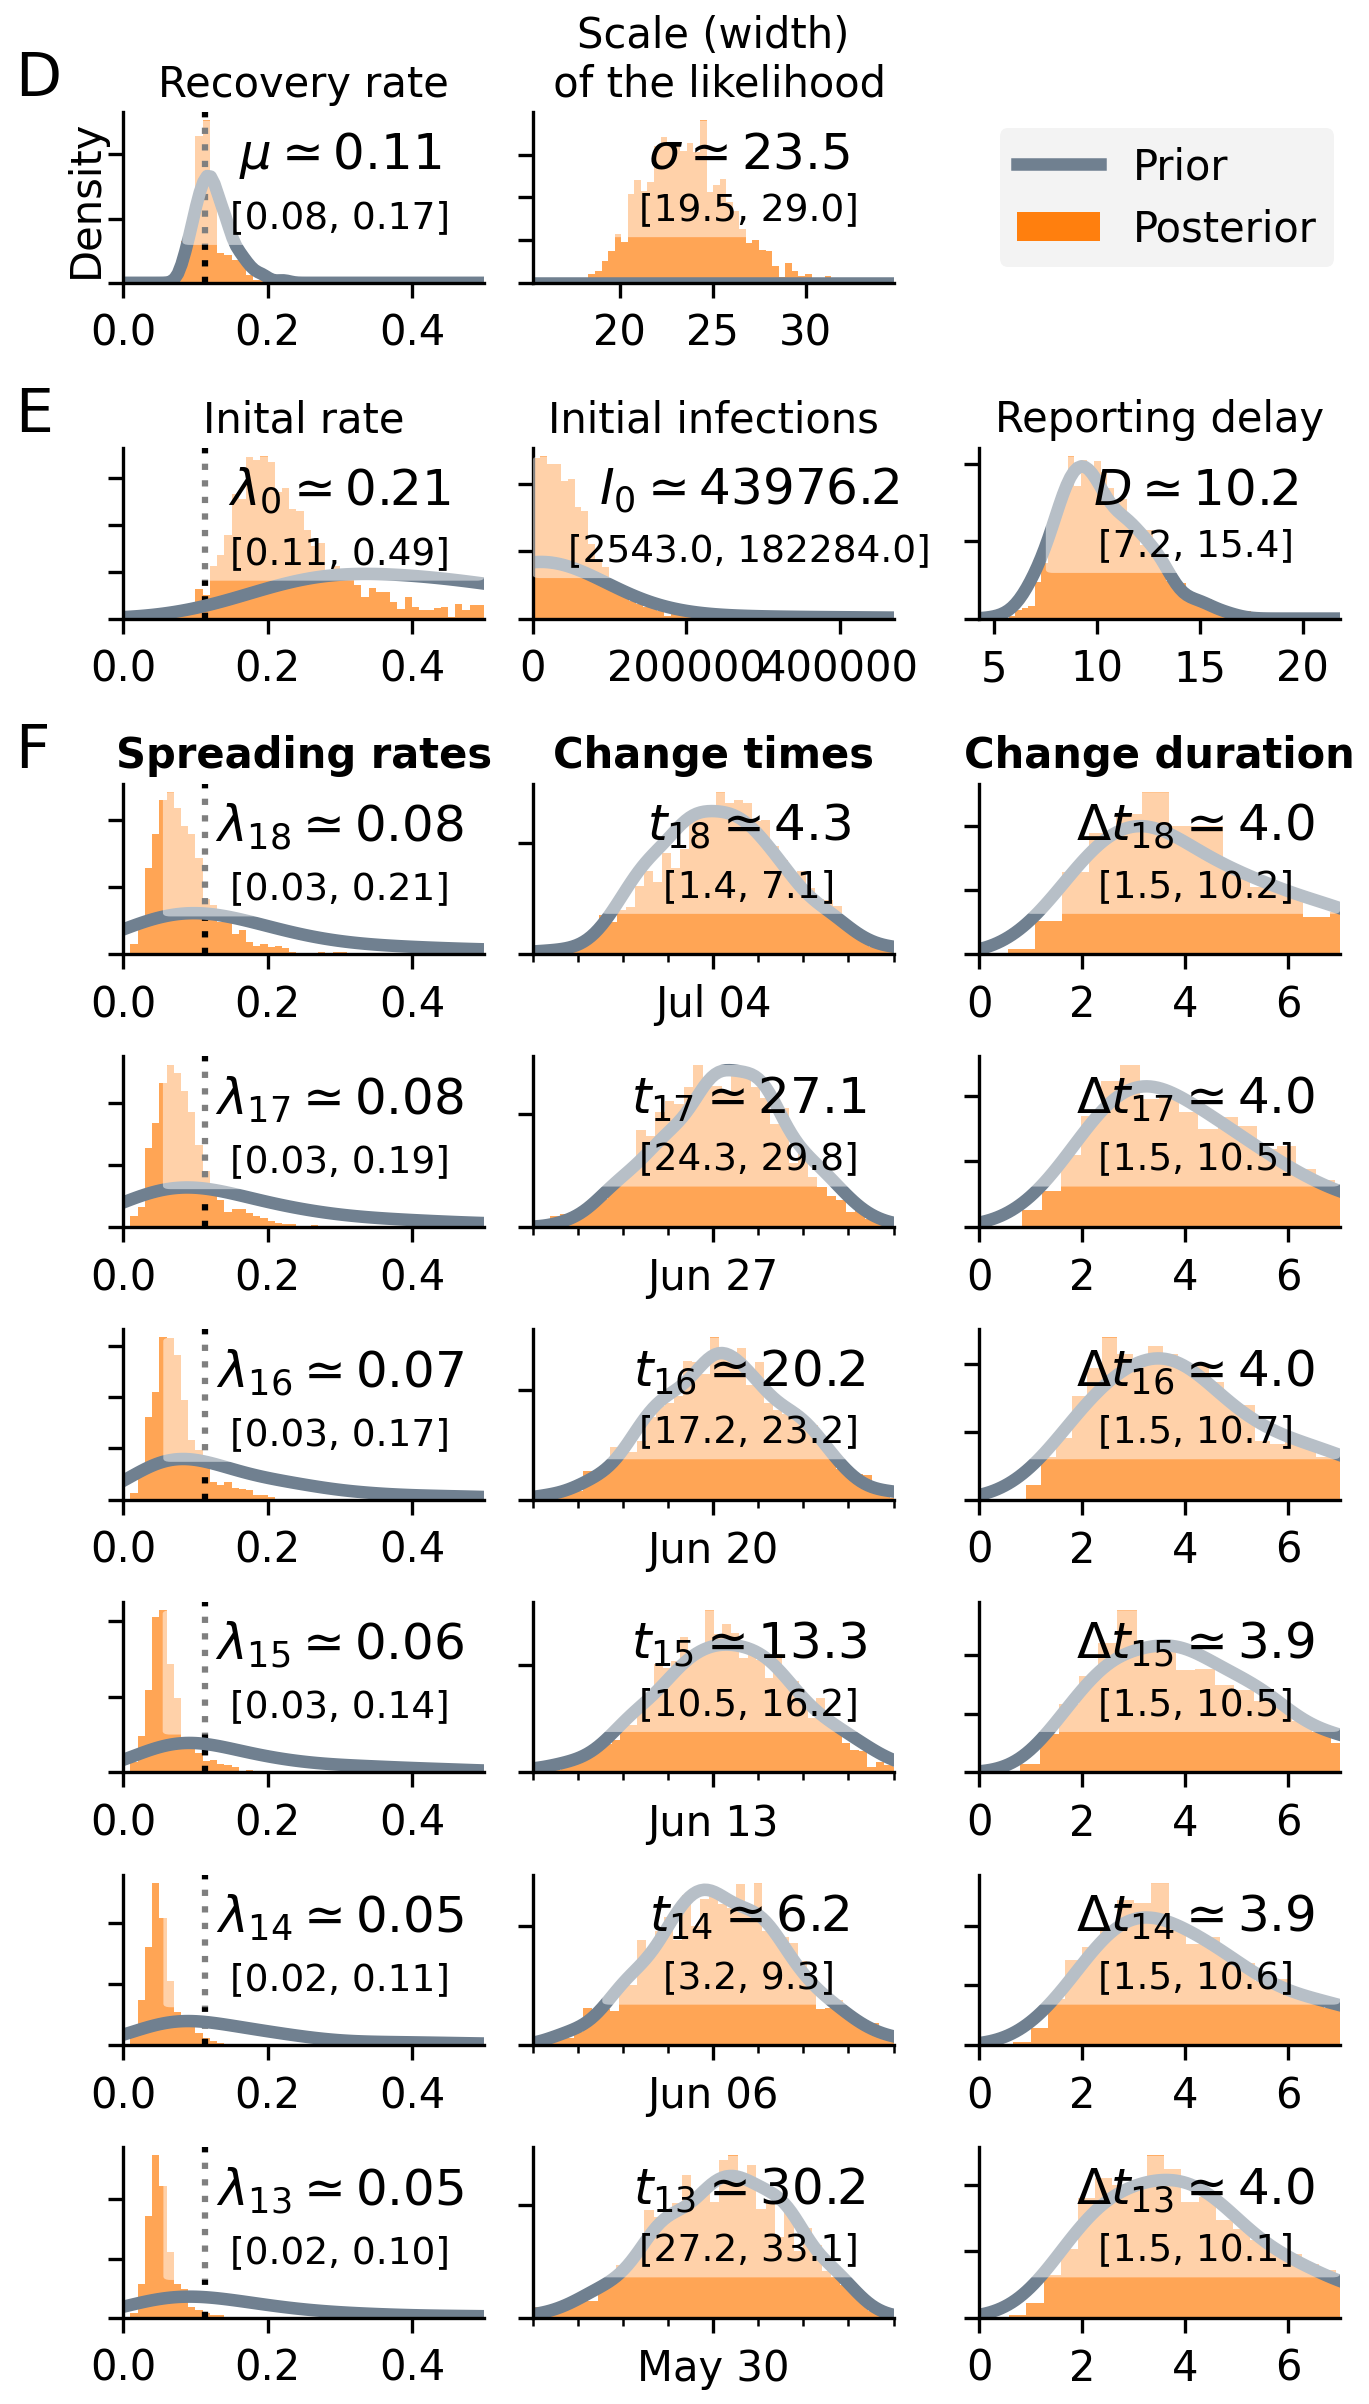 D
Recovery rate
Scale (width)
of the likelihood
Density
μ ≃ 0.11
[0.08, 0.17]
σ ≃ 23.5
[19.5, 29.0]
Prior
Posterior
0.0 0.2 0.4
20 25 30
E
Inital rate
Initial infections
Reporting delay
λ0 ≃ 0.21
[0.11, 0.49]
I0 ≃ 43976.2
[2543.0, 182284.0]
D ≃ 10.2
[7.2, 15.4]
0.0 0.2 0.4
0 200000 400000
5 10 15 20
F
Spreading rates
Change times
Change duration
λ18 ≃ 0.08
[0.03, 0.21]
t18 ≃ 4.3
[1.4, 7.1]
Δt18 ≃ 4.0
[1.5, 10.2]
0.0 0.2 0.4
Jul 04
0 2 4 6
λ17 ≃ 0.08
[0.03, 0.19]
t17 ≃ 27.1
[24.3, 29.8]
Δt17 ≃ 4.0
[1.5, 10.5]
0.0 0.2 0.4
Jun 27
0 2 4 6
λ16 ≃ 0.07
[0.03, 0.17]
t16 ≃ 20.2
[17.2, 23.2]
Δt16 ≃ 4.0
[1.5, 10.7]
0.0 0.2 0.4
Jun 20
0 2 4 6
λ15 ≃ 0.06
[0.03, 0.14]
t15 ≃ 13.3
[10.5, 16.2]
Δt15 ≃ 3.9
[1.5, 10.5]
0.0 0.2 0.4
Jun 13
0 2 4 6
λ14 ≃ 0.05
[0.02, 0.11]
t14 ≃ 6.2
[3.2, 9.3]
Δt14 ≃ 3.9
[1.5, 10.6]
0.0 0.2 0.4
Jun 06
0 2 4 6
λ13 ≃ 0.05
[0.02, 0.10]
t13 ≃ 30.2
[27.2, 33.1]
Δt13 ≃ 4.0
[1.5, 10.1]
0.0 0.2 0.4
May 30
0 2 4 6